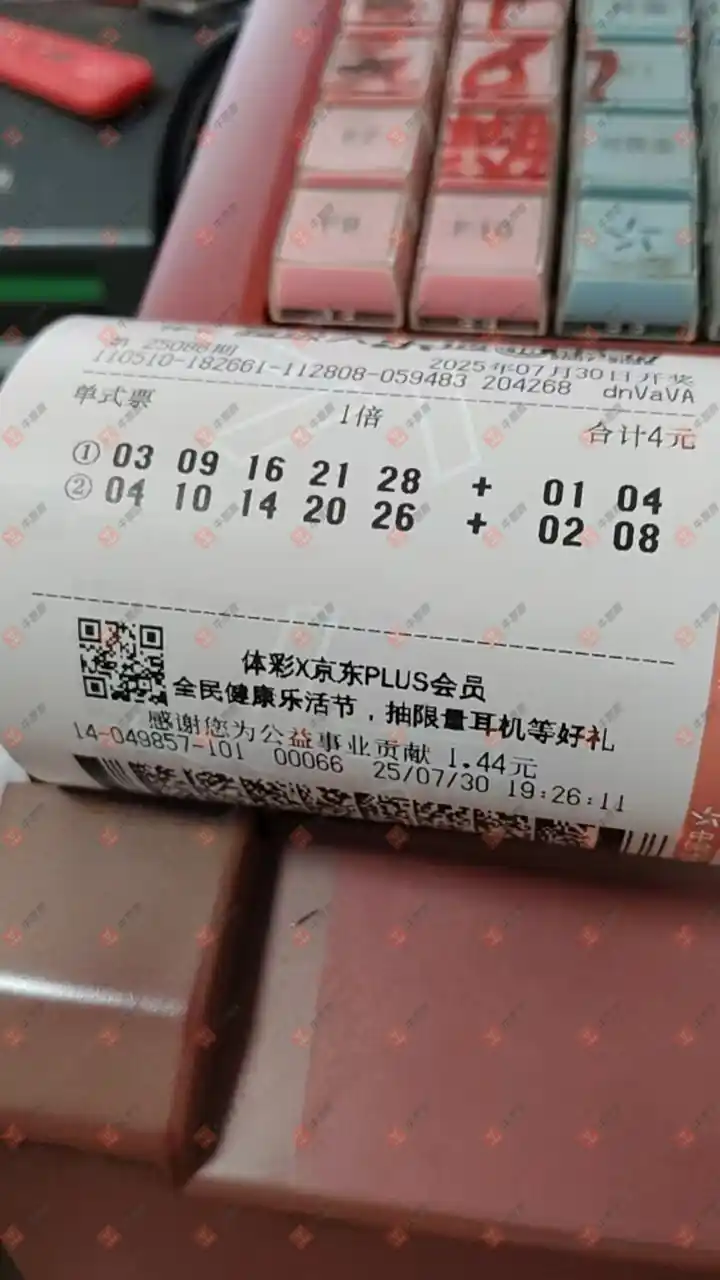 第 25086期 2025年07月30日开奖
110510-182661-112808-059483 204268 dnVaVA
单式票 1倍 合计4元
① 03 09 16 21 28 + 01 04
② 04 10 14 20 26 + 02 08
体彩X京东PLUS会员
全民健康乐活节，抽限量耳机等好礼
感谢您为公益事业贡献 1.44元
14-049857-101 00066 25/07/30 19:26:11